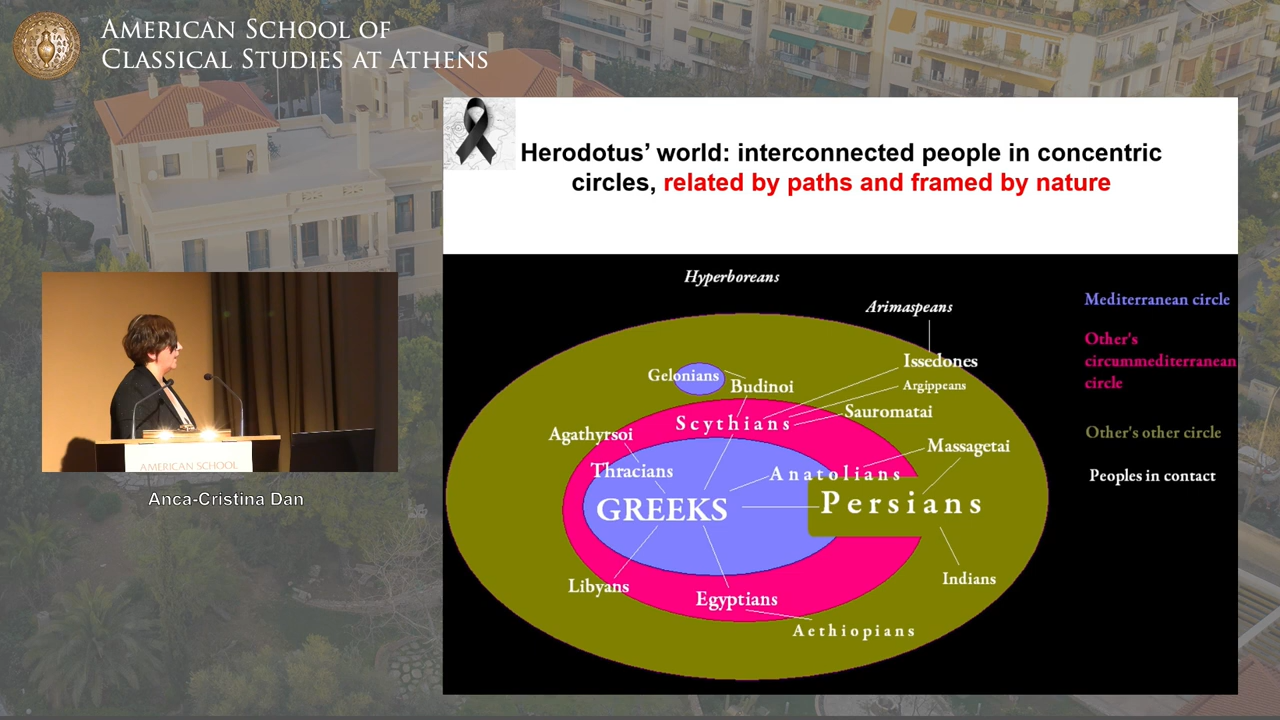 AMERICAN SCHOOL OF
CLASSICAL STUDIES AT ATHENS
Herodotus’ world: interconnected people in concentric
circles, related by paths and framed by nature
Hyperboreans
Arimaspeans
Mediterranean circle
Other's
circummediterranean
circle
Other's other circle
Peoples in contact
Issedones
Gelonians
Budinoi
Argippeans
Scythians
Sauromatai
Agathyrsoi
Massagetai
Thracians
Anatolians
GREEKS
Persians
Libyans
Egyptians
Indians
Aethiopians
AMERICAN SCHOOL
Anca-Cristina Dan